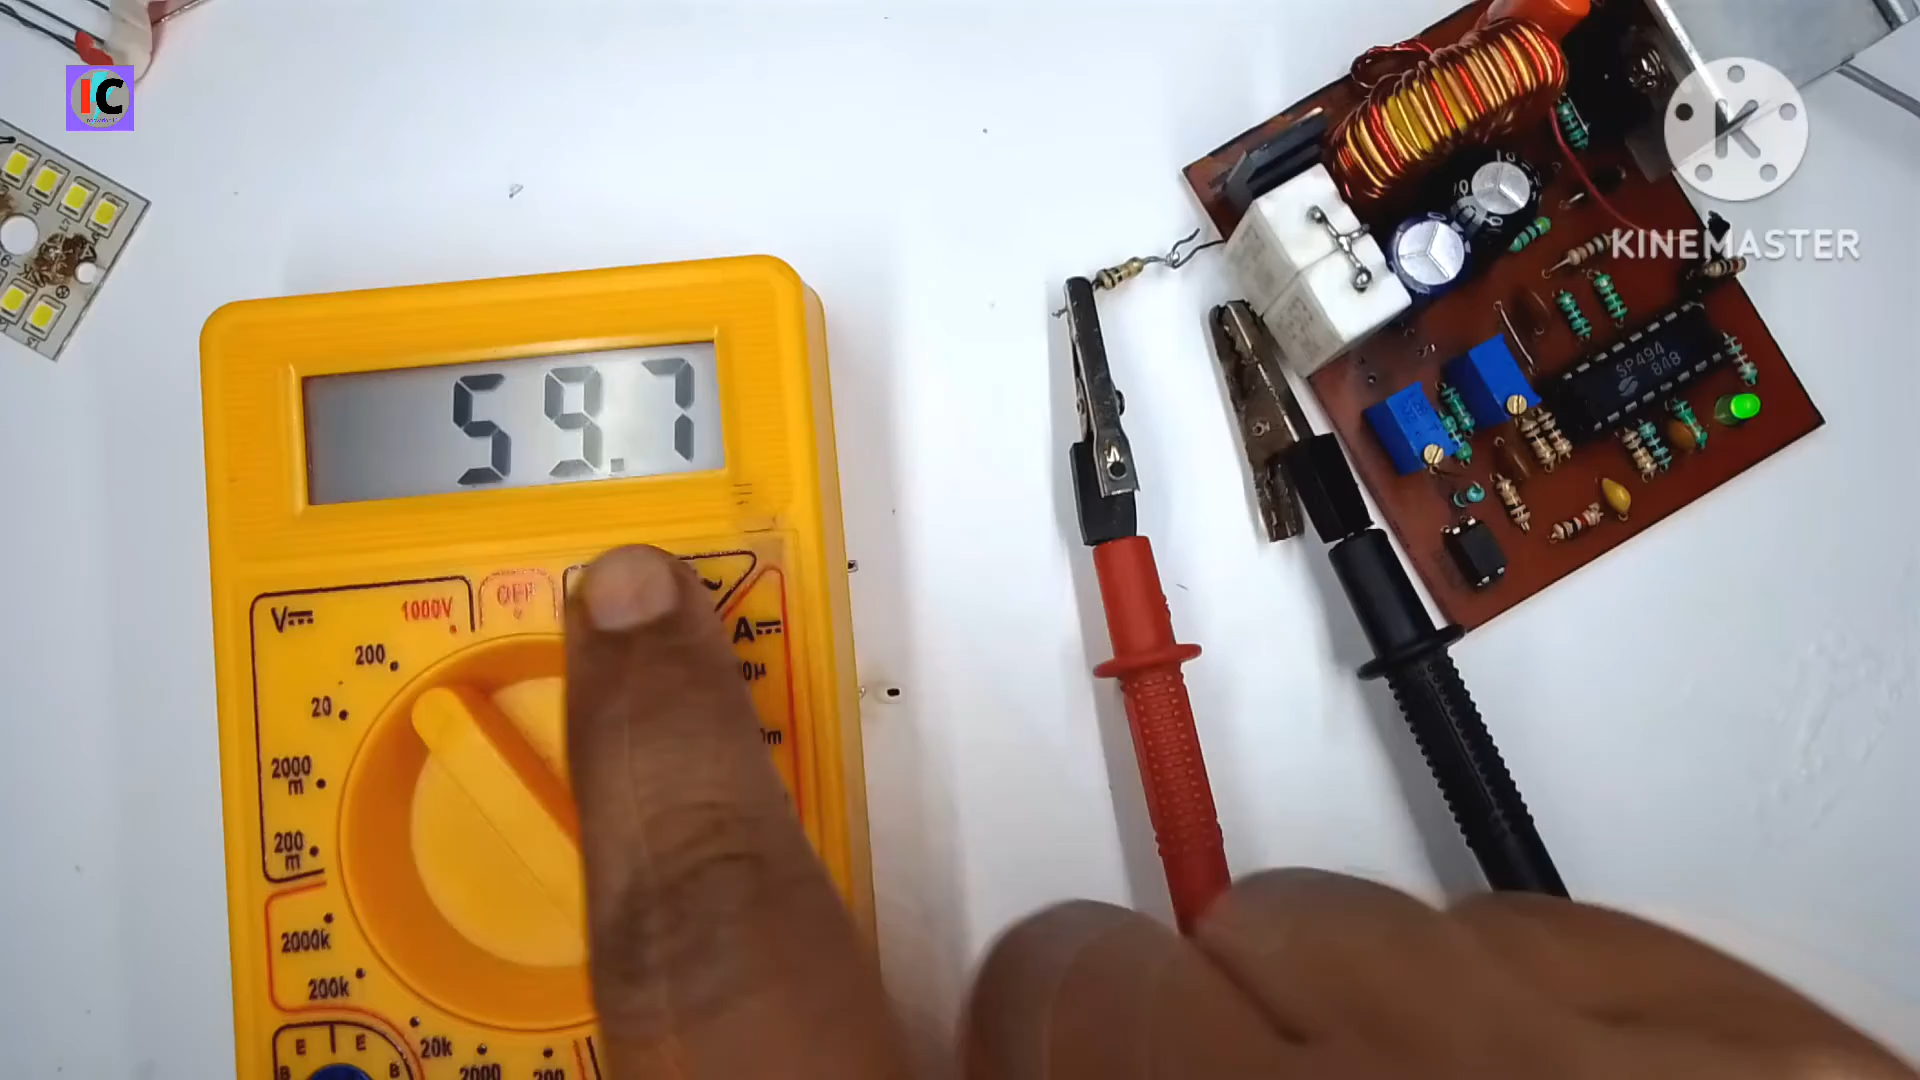 IC
59.7
V
1000V
OFF
A
200
20
2000
m
200
m
2000k
200k
20k
2000
200
E
E
B
B
SP494
848
K
KINEMASTER